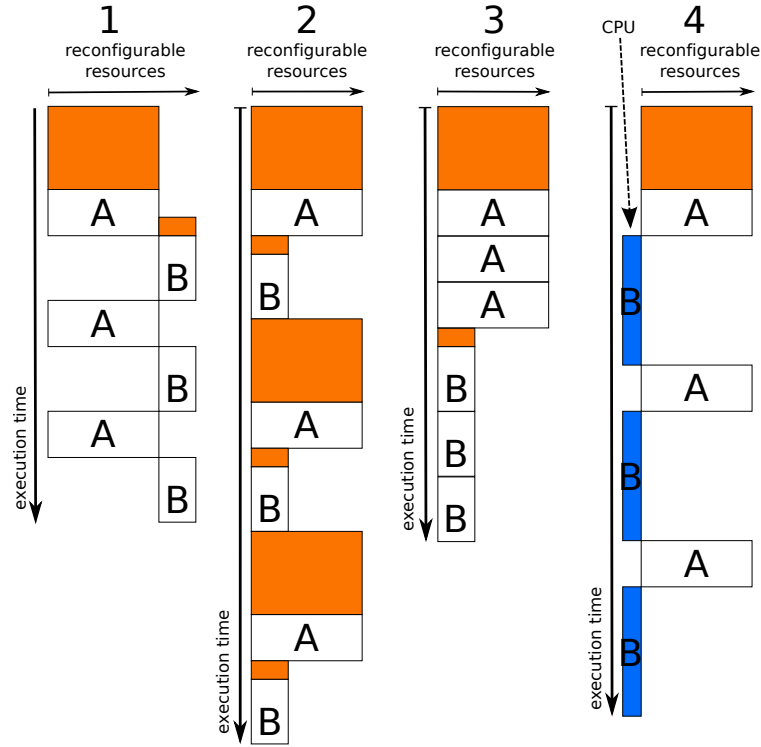 1
reconfigurable
resources
A
B
A
B
A
B
execution time
2
reconfigurable
resources
A
B
A
B
A
B
execution time
3
reconfigurable
resources
A
A
A
B
B
B
execution time
CPU
4
reconfigurable
resources
A
B
A
B
A
B
execution time